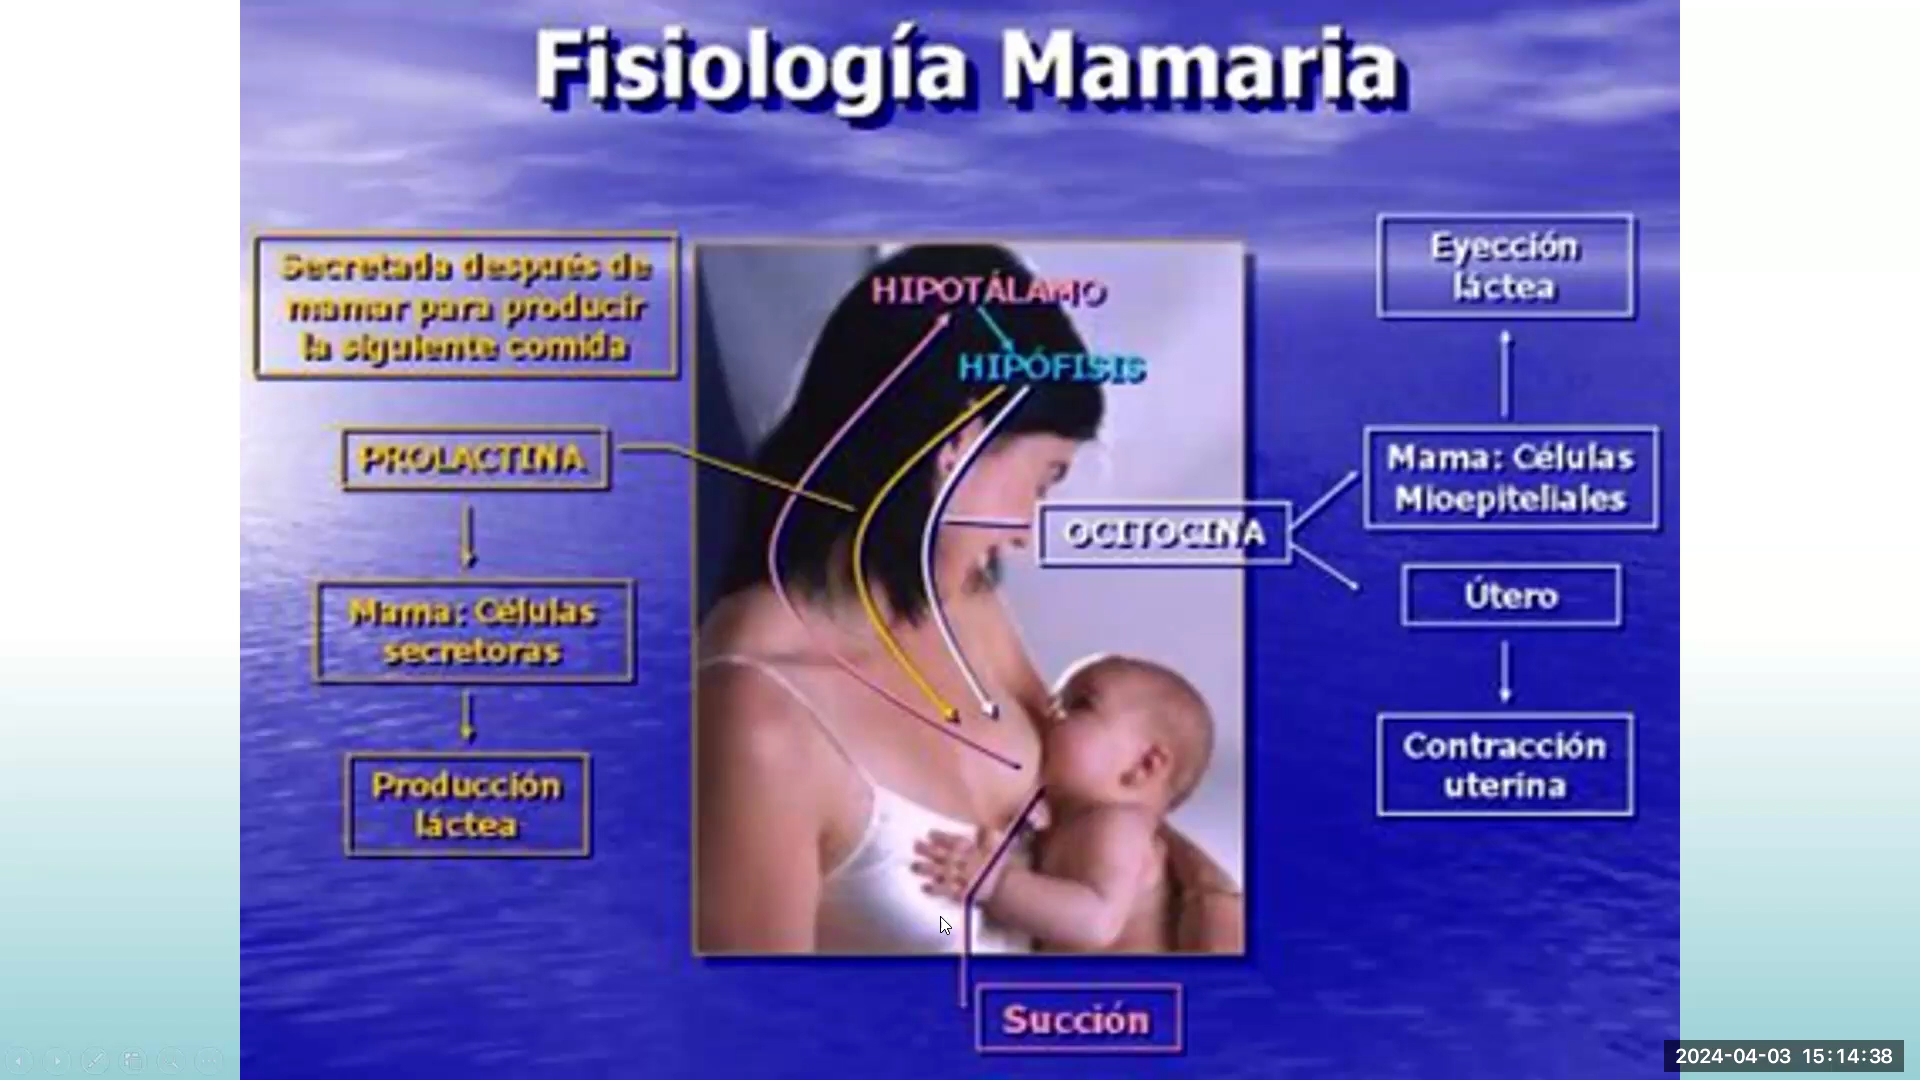 Fisiología Mamaria
Secretada después de
mamar para producir
la siguiente comida
PROLACTINA
Mama: Células
secretoras
Producción
láctea
HIPOTÁLAMO
HIPÓFISIS
OCITOCINA
Eyección
láctea
Mama: Células
Mioepiteliales
Útero
Contracción
uterina
Succión
2024-04-03 15:14:38